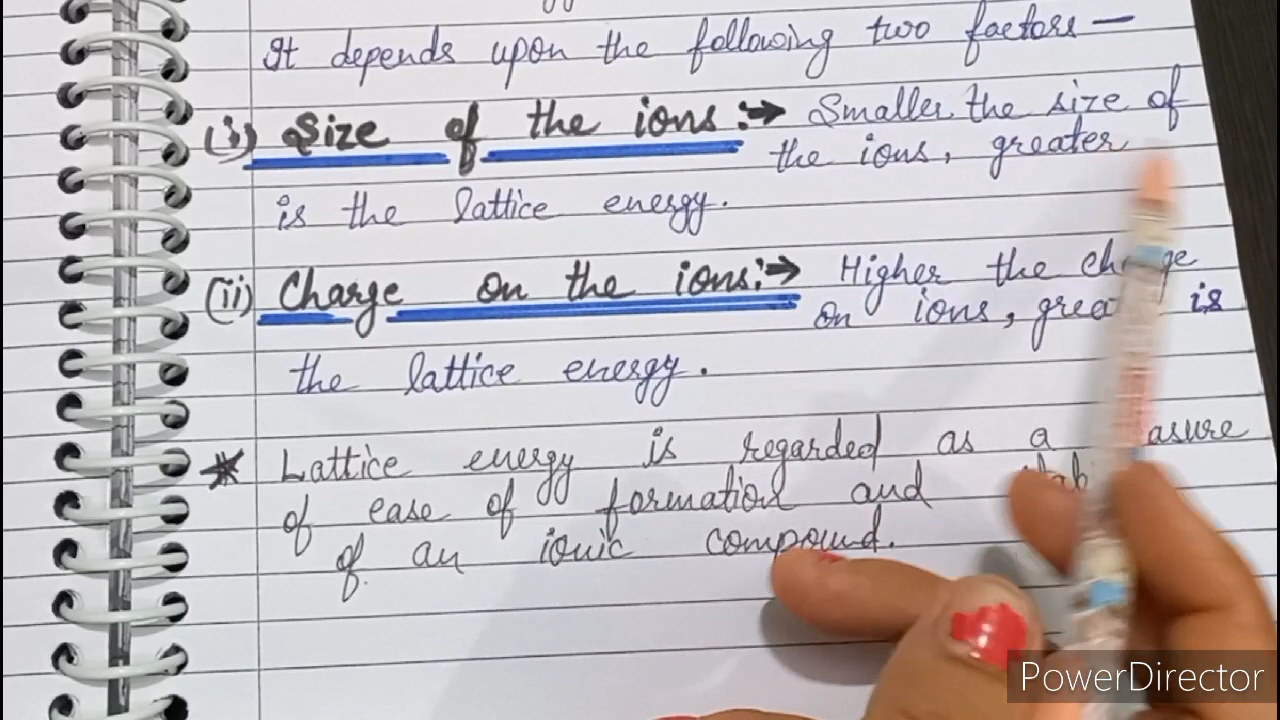 It depends upon the following two factors —
(i) Size of the ions :→ Smaller the size of
the ions, greater
is the lattice energy.
(ii) Charge on the ions :→ Higher the
on ions, is
the lattice energy.
* Lattice energy is regarded as a
of ease of formation and
of an ionic compound.
PowerDirector